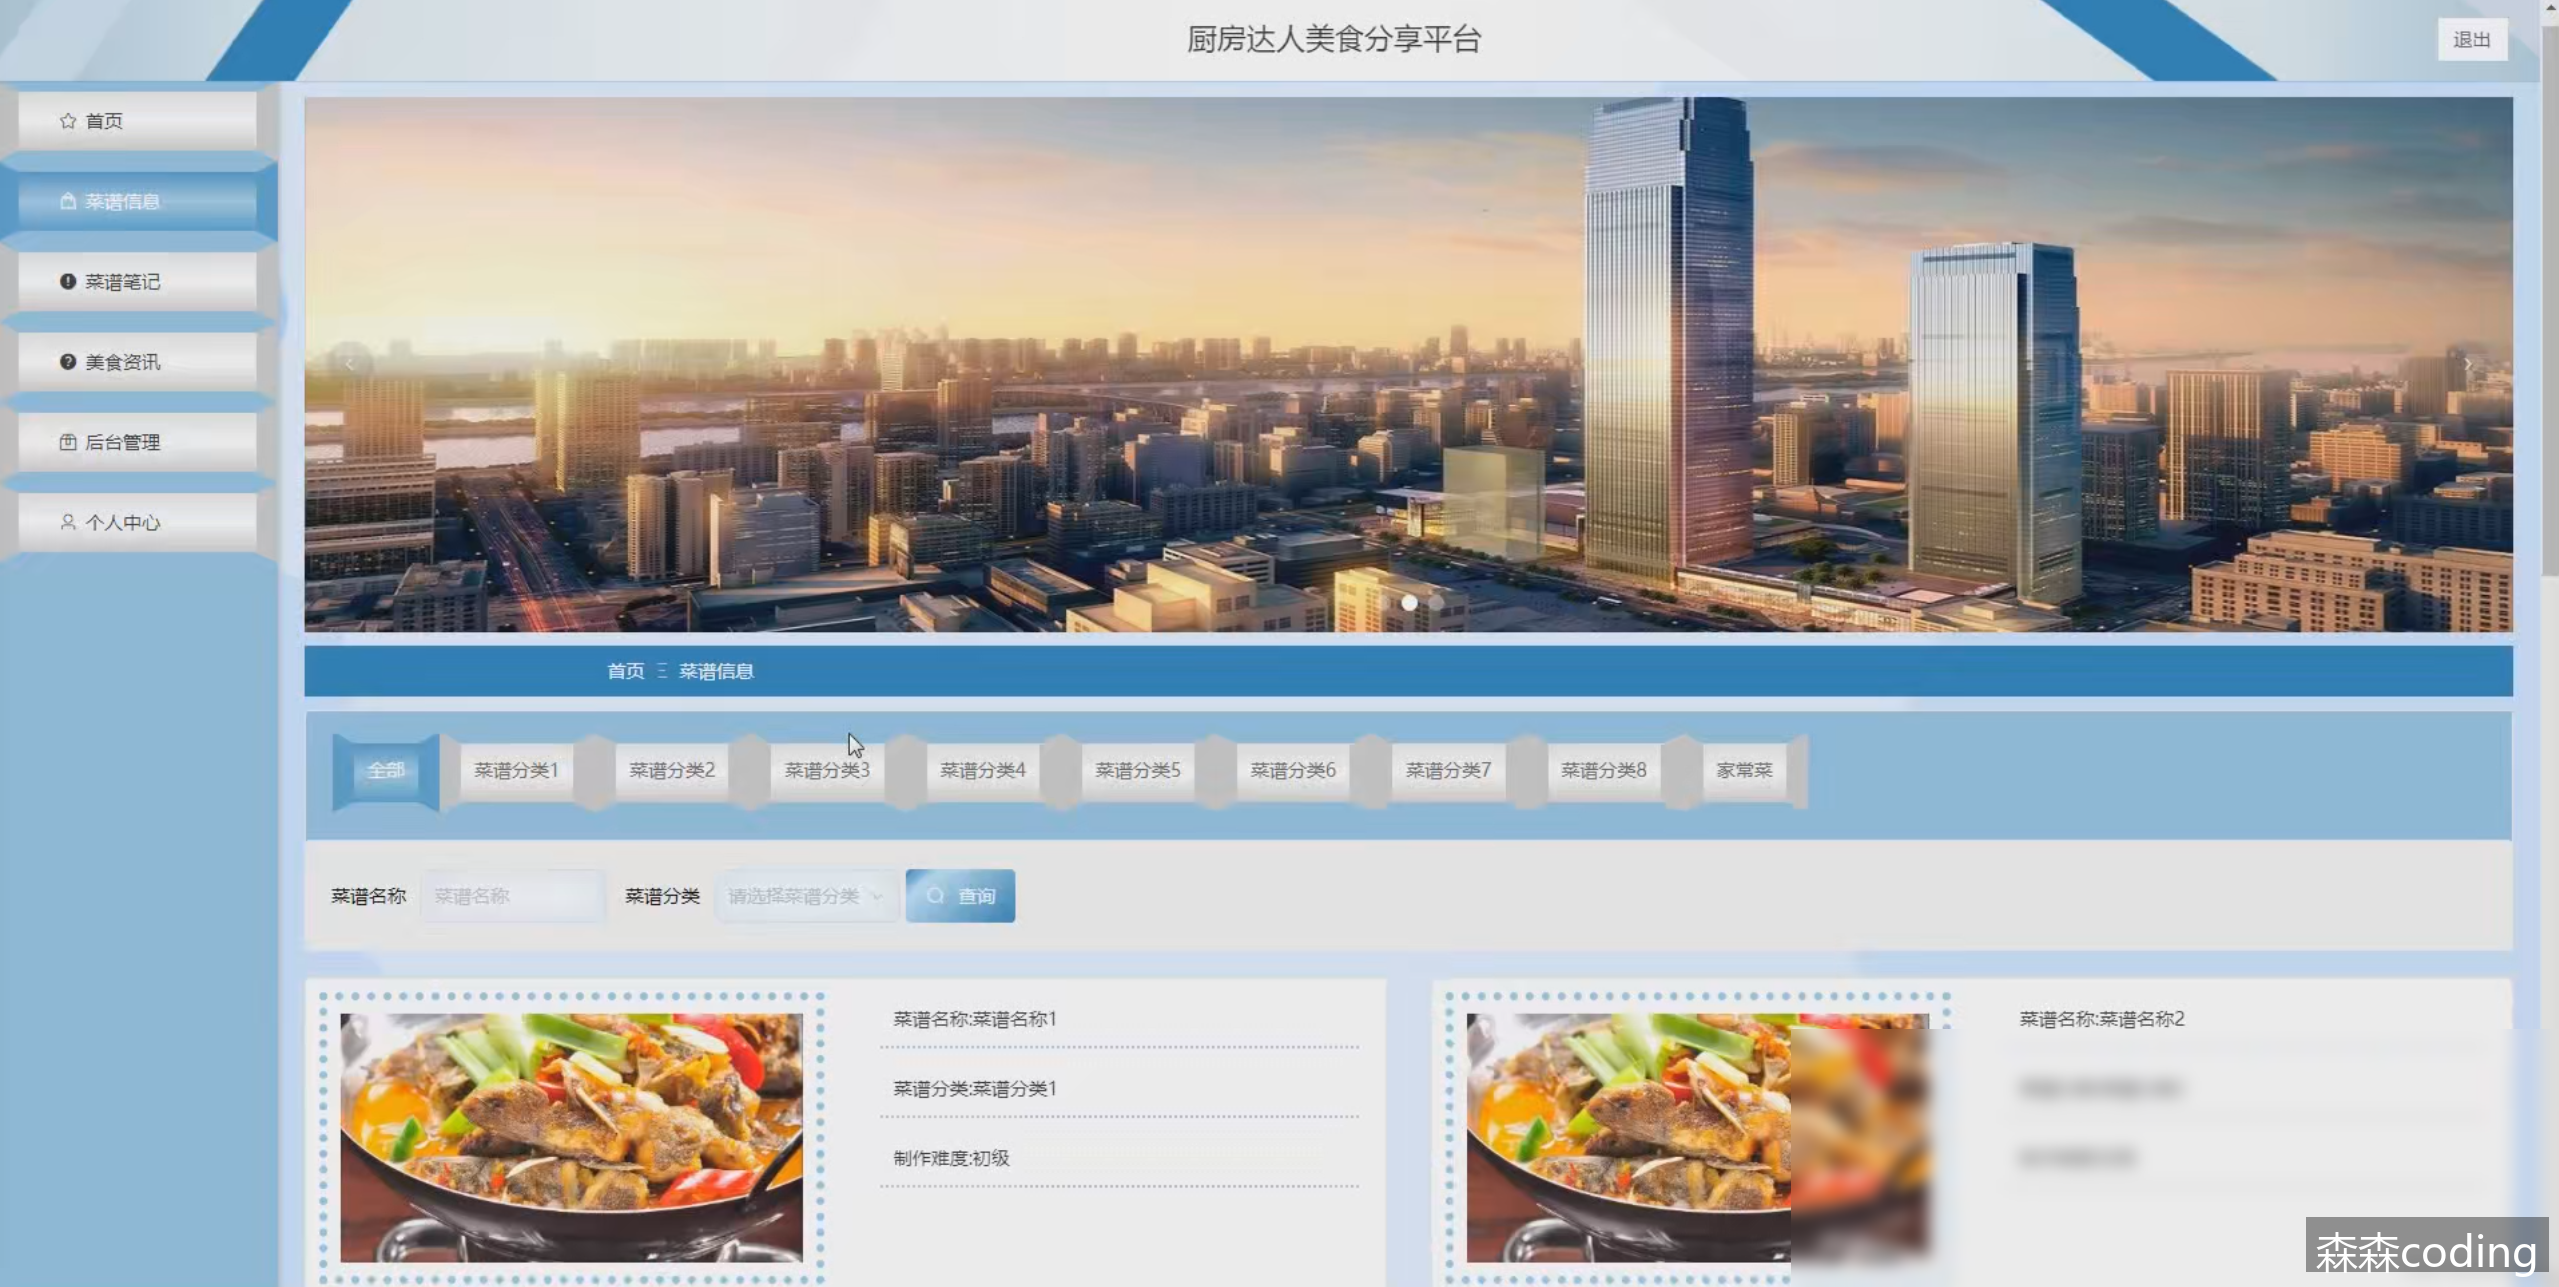 厨房达人美食分享平台
退出
首页
菜谱信息
菜谱笔记
美食资讯
后台管理
个人中心
首页 菜谱信息
全部 菜谱分类1 菜谱分类2 菜谱分类3 菜谱分类4 菜谱分类5 菜谱分类6 菜谱分类7 菜谱分类8 家常菜
菜谱名称 菜谱名称 菜谱分类 请选择菜谱分类 查询
菜谱名称:菜谱名称1
菜谱分类:菜谱分类1
制作难度:初级
菜谱名称:菜谱名称2
森森coding